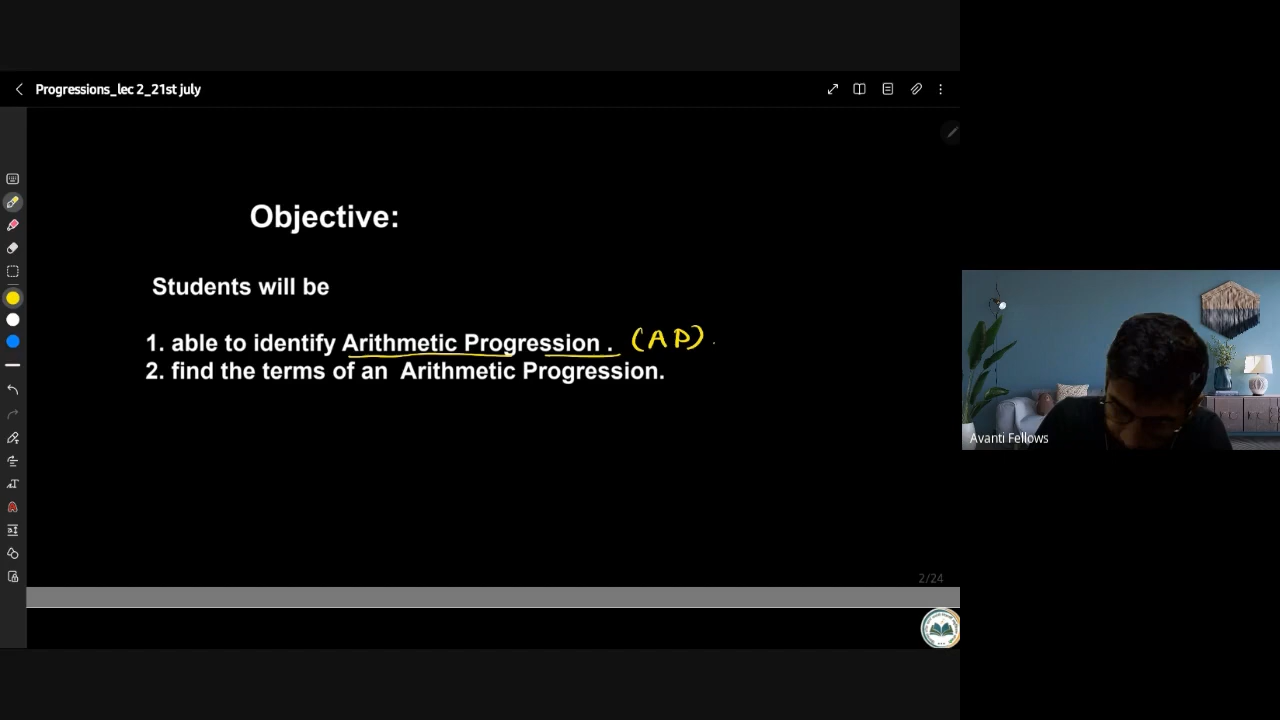 Progressions_lec 2_21st july
Objective:
Students will be
1. able to identify Arithmetic Progression . (AP)
2. find the terms of an Arithmetic Progression.
Avanti Fellows
2/24